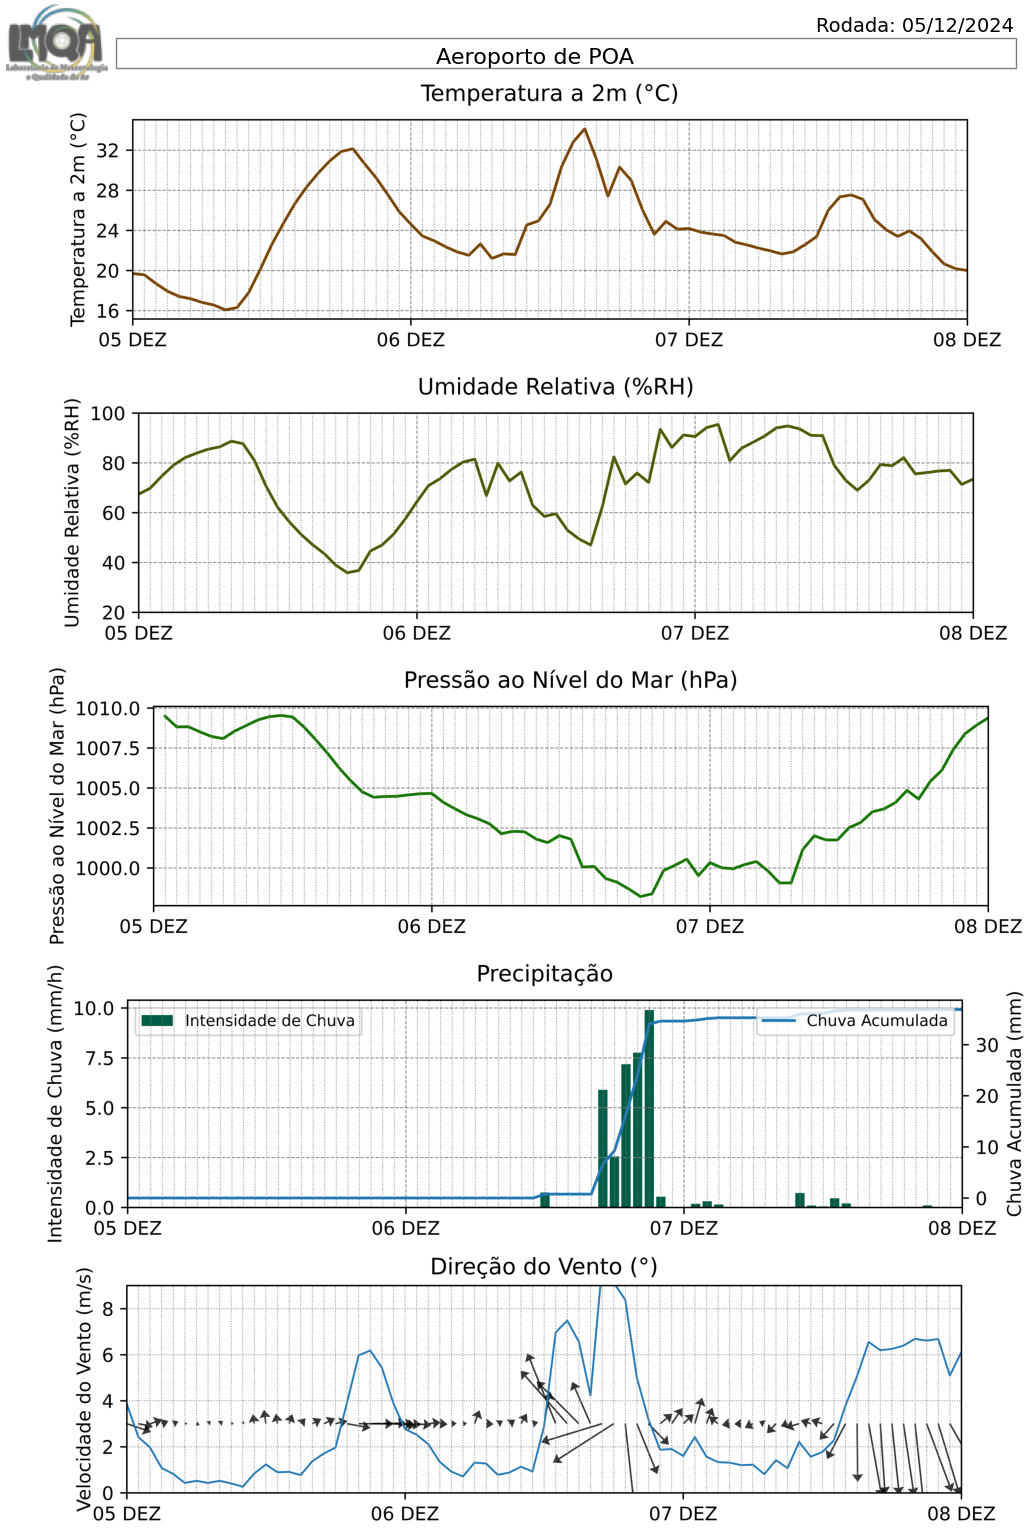 LMQA
Laboratório de Meteorologia
e Qualidade do Ar
Rodada: 05/12/2024
Aeroporto de POA
Temperatura a 2m (°C)
Temperatura a 2m (°C)
32
28
24
20
16
05 DEZ 06 DEZ 07 DEZ 08 DEZ
Umidade Relativa (%RH)
Umidade Relativa (%RH)
100
80
60
40
20
05 DEZ 06 DEZ 07 DEZ 08 DEZ
Pressão ao Nível do Mar (hPa)
Pressão ao Nível do Mar (hPa)
1010.0
1007.5
1005.0
1002.5
1000.0
05 DEZ 06 DEZ 07 DEZ 08 DEZ
Precipitação
Intensidade de Chuva (mm/h)
10.0
7.5
5.0
2.5
0.0
Intensidade de Chuva
Chuva Acumulada
30
20
10
0
Chuva Acumulada (mm)
05 DEZ 06 DEZ 07 DEZ 08 DEZ
Direção do Vento (°)
Velocidade do Vento (m/s)
8
6
4
2
0
05 DEZ 06 DEZ 07 DEZ 08 DEZ